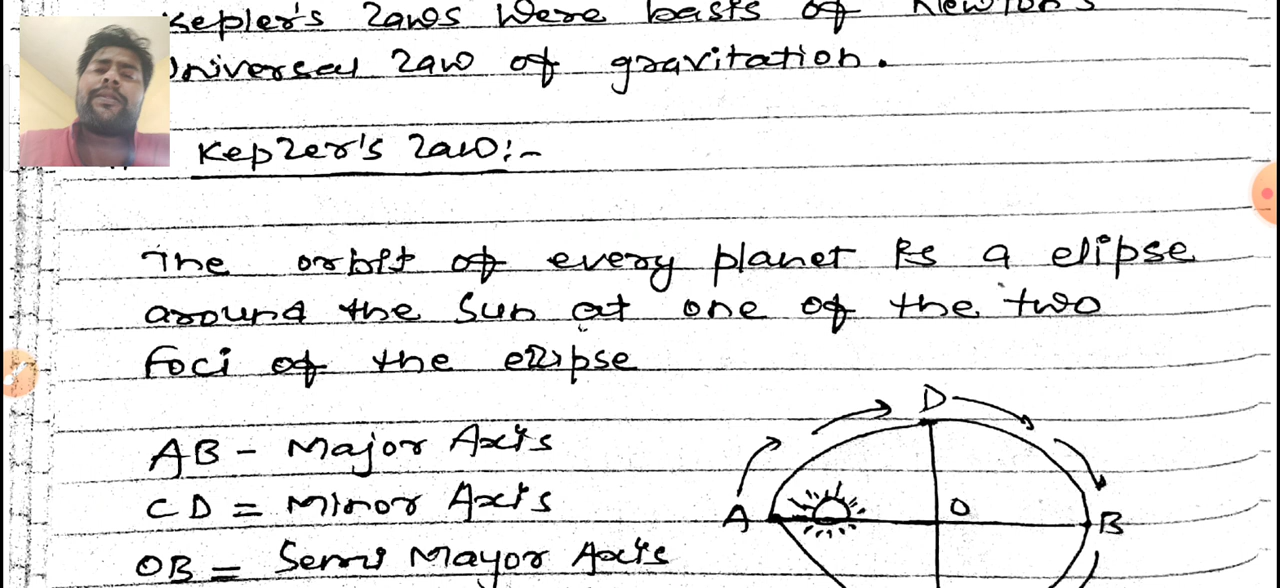 Kepler's Laws were basis of Newton's
Universal Law of gravitation.
Kepler's Law:-
The orbit of every planet is a elipse
around the Sun at one of the two
foci of the ellipse
D
AB - Major Axis
CD = Minor Axis
A O B
OB = Semi Mayor Axis